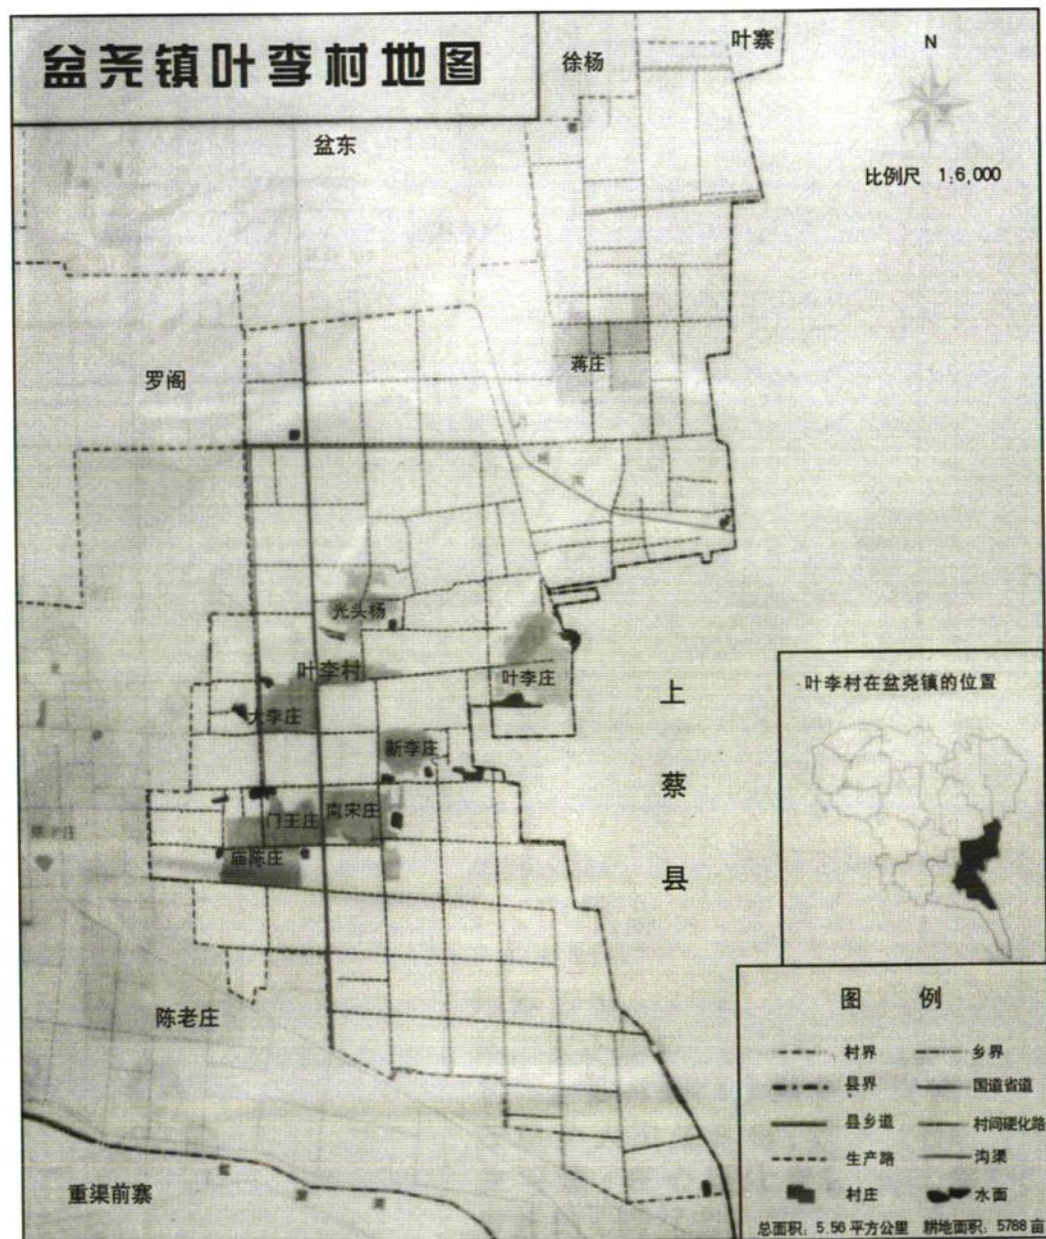 盆尧镇叶李村地图
徐杨
叶寨
N
盆东
比例尺 1:6,000
蒋庄
罗阁
光头杨
叶李村
叶李庄
大李庄
新李庄
上蔡县
叶李村在盆尧镇的位置
门王庄
南宋庄
庙陈庄
陈老庄
重渠前寨
图 例
村界
乡界
县界
国道省道
县乡道
村间硬化路
生产路
沟渠
村庄
水面
总面积：5.56 平方公里 耕地面积：5788 亩